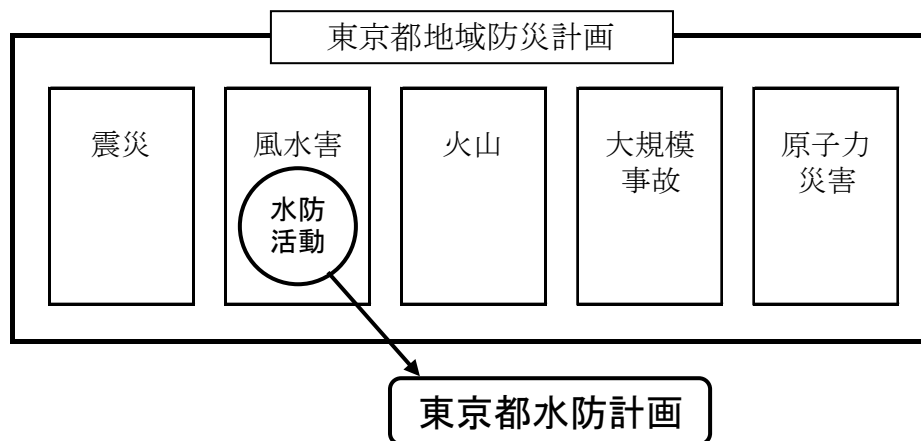 東京都地域防災計画
震災
風水害
水防
活動
火山
大規模
事故
原子力
災害
東京都水防計画